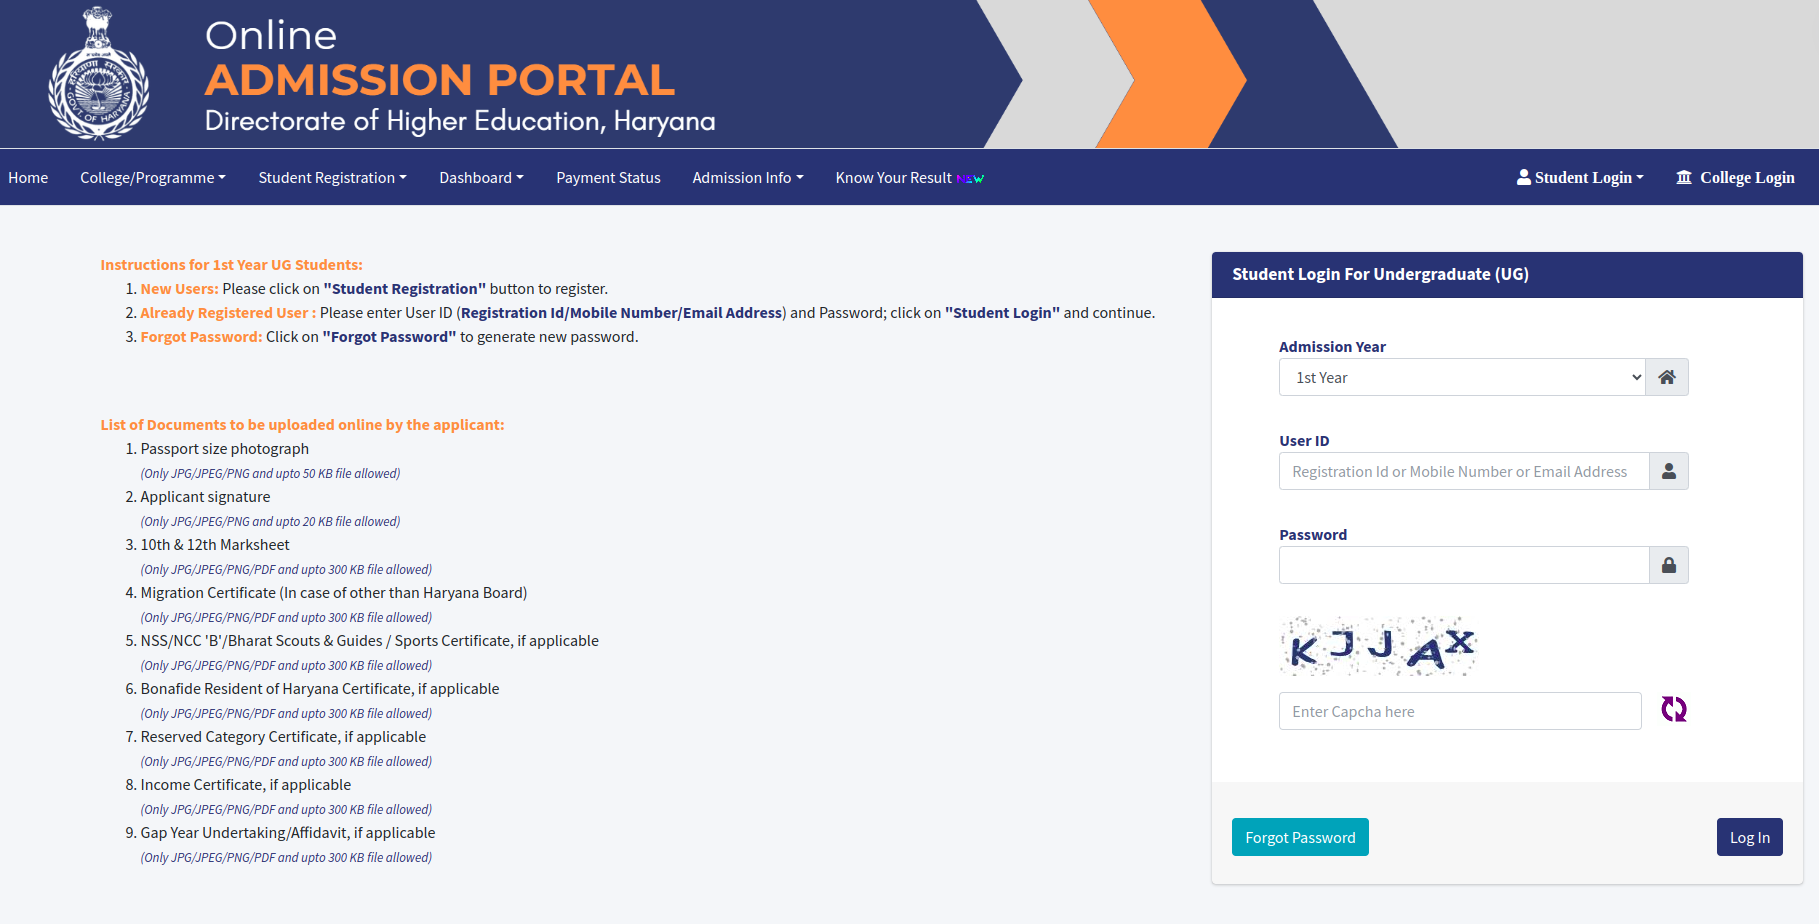 Online
ADMISSION PORTAL
Directorate of Higher Education, Haryana
GOVT. OF HARYANA
Home
College/Programme
Student Registration
Dashboard
Payment Status
Admission Info
Know Your Result NEW
Student Login
College Login
Instructions for 1st Year UG Students:
1. New Users: Please click on "Student Registration" button to register.
2. Already Registered User : Please enter User ID (Registration Id/Mobile Number/Email Address) and Password; click on "Student Login" and continue.
3. Forgot Password: Click on "Forgot Password" to generate new password.
List of Documents to be uploaded online by the applicant:
1. Passport size photograph
(Only JPG/JPEG/PNG and upto 50 KB file allowed)
2. Applicant signature
(Only JPG/JPEG/PNG and upto 20 KB file allowed)
3. 10th & 12th Marksheet
(Only JPG/JPEG/PNG/PDF and upto 300 KB file allowed)
4. Migration Certificate (In case of other than Haryana Board)
(Only JPG/JPEG/PNG/PDF and upto 300 KB file allowed)
5. NSS/NCC 'B'/Bharat Scouts & Guides / Sports Certificate, if applicable
(Only JPG/JPEG/PNG/PDF and upto 300 KB file allowed)
6. Bonafide Resident of Haryana Certificate, if applicable
(Only JPG/JPEG/PNG/PDF and upto 300 KB file allowed)
7. Reserved Category Certificate, if applicable
(Only JPG/JPEG/PNG/PDF and upto 300 KB file allowed)
8. Income Certificate, if applicable
(Only JPG/JPEG/PNG/PDF and upto 300 KB file allowed)
9. Gap Year Undertaking/Affidavit, if applicable
(Only JPG/JPEG/PNG/PDF and upto 300 KB file allowed)
Student Login For Undergraduate (UG)
Admission Year
1st Year
User ID
Registration Id or Mobile Number or Email Address
Password
KJJAX
Enter Capcha here
Forgot Password
Log In